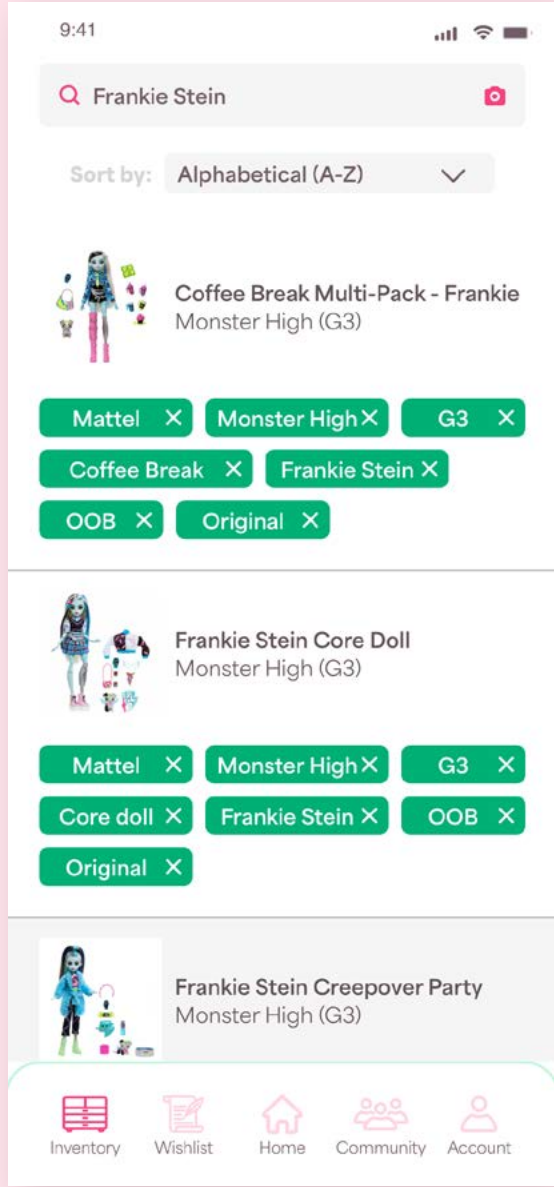 9:41
Frankie Stein
Sort by: Alphabetical (A-Z)
Coffee Break Multi-Pack - Frankie
Monster High (G3)
Mattel Monster High G3
Coffee Break Frankie Stein
OOB Original
Frankie Stein Core Doll
Monster High (G3)
Mattel Monster High G3
Core doll Frankie Stein OOB
Original
Frankie Stein Creepover Party
Monster High (G3)
Inventory Wishlist Home Community Account